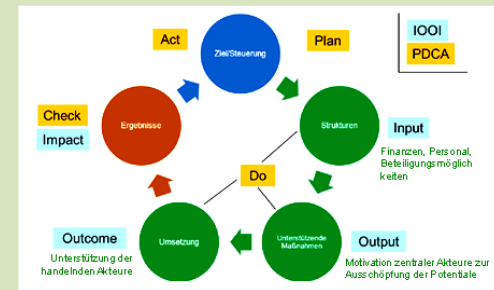 Act
Plan
IOOI
PDCA
Ziel/Steuerung
Check
Impact
Ergebnisse
Strukturen
Input
Finanzen, Personal,
Beteiligungsmöglich
keiten
Do
Outcome
Unterstützung der
handelnden Akteure
Umsetzung
Unterstützende
Maßnahmen
Output
Motivation zentraler Akteure zur
Ausschöpfung der Potentiale